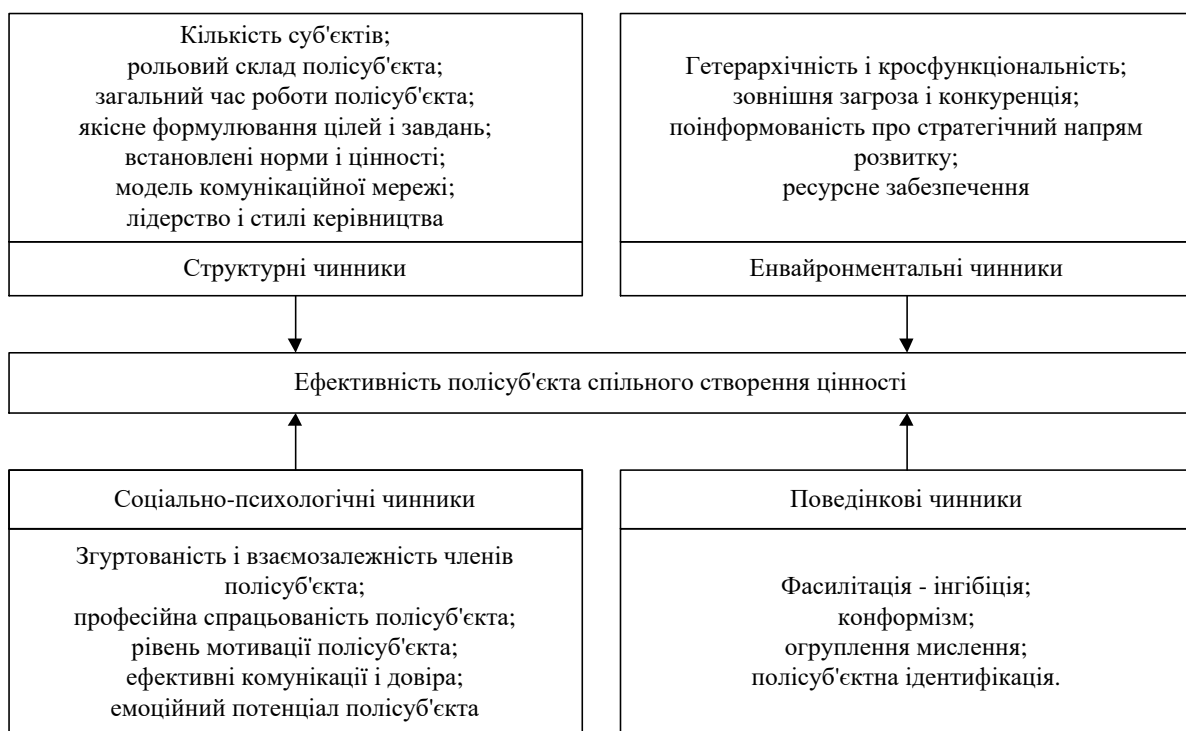 Кількість суб'єктів;
рольовий склад полісуб'єкта;
загальний час роботи полісуб'єкта;
якісне формулювання цілей і завдань;
встановлені норми і цінності;
модель комунікаційної мережі;
лідерство і стилі керівництва
Структурні чинники
Гетерархічність і кросфункціональність;
зовнішня загроза і конкуренція;
поінформованість про стратегічний напрям
розвитку;
ресурсне забезпечення
Енвайронментальні чинники
Ефективність полісуб'єкта спільного створення цінності
Соціально-психологічні чинники
Згуртованість і взаємозалежність членів
полісуб'єкта;
професійна спрацьованість полісуб'єкта;
рівень мотивації полісуб'єкта;
ефективні комунікації і довіра;
емоційний потенціал полісуб'єкта
Поведінкові чинники
Фасилітація - інгібіція;
конформізм;
огруплення мислення;
полісуб'єктна ідентифікація.